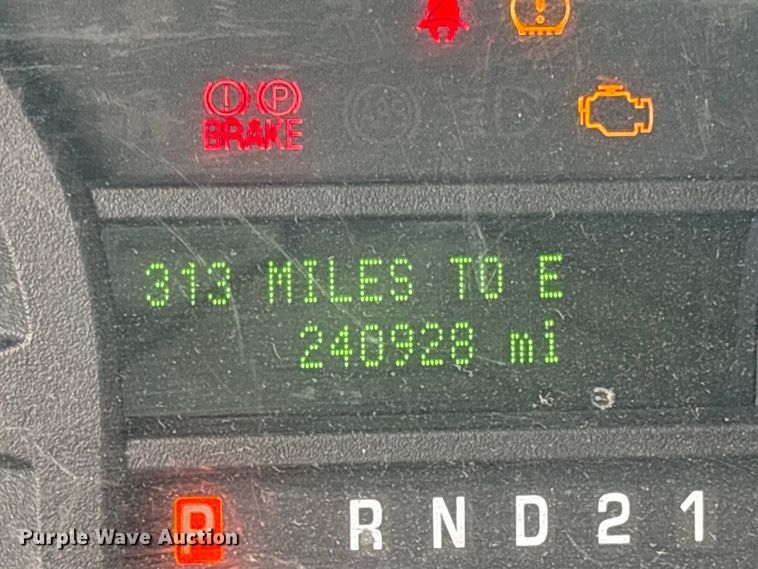 ! P
BRAKE
313 MILES TO E
240928 mi
P R N D 2 1
Purple Wave Auction